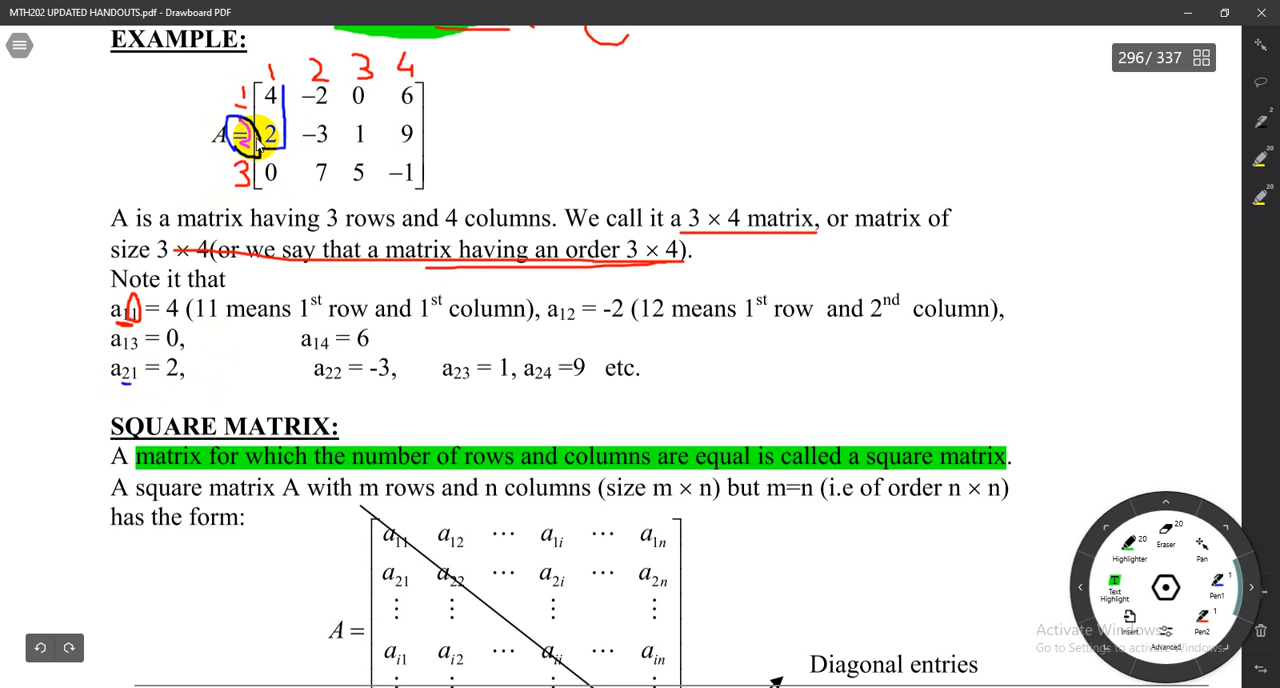 MTH202 UPDATED HANDOUTS.pdf - Drawboard PDF
296/ 337
EXAMPLE:
1 2 3 4
1 4 −2 0 6
A = 2 2 −3 1 9
3 0 7 5 −1
A is a matrix having 3 rows and 4 columns. We call it a 3 × 4 matrix, or matrix of
size 3 × 4(or we say that a matrix having an order 3 × 4).
Note it that
a11 = 4 (11 means 1st row and 1st column), a12 = -2 (12 means 1st row and 2nd column),
a13 = 0, a14 = 6
a21 = 2, a22 = -3, a23 = 1, a24 =9 etc.
SQUARE MATRIX:
A matrix for which the number of rows and columns are equal is called a square matrix.
A square matrix A with m rows and n columns (size m × n) but m=n (i.e of order n × n)
has the form:
a11 a12 ⋯ a1i ⋯ a1n
a21 a22 ⋯ a2i ⋯ a2n
⋮ ⋮ ⋮ ⋮
A = ai1 ai2 ⋯ aii ⋯ ain
Diagonal entries
2
20
20
20
Eraser
20
Highlighter
Pan
Text
Highlight
1
Pen1
Insert
1
Pen2
Advanced
Activate Windows
Go to Settings to activate Windows.